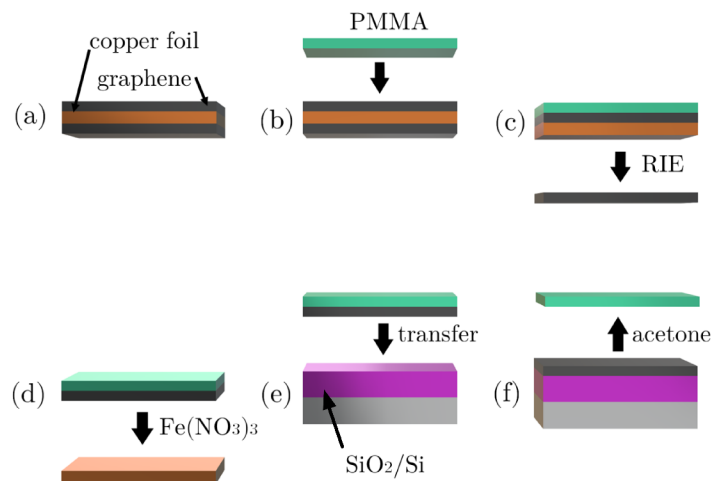 copper foil
graphene
(a)
PMMA
(b)
(c)
RIE
(d)
Fe(NO3)3
(e)
transfer
SiO2/Si
(f)
acetone